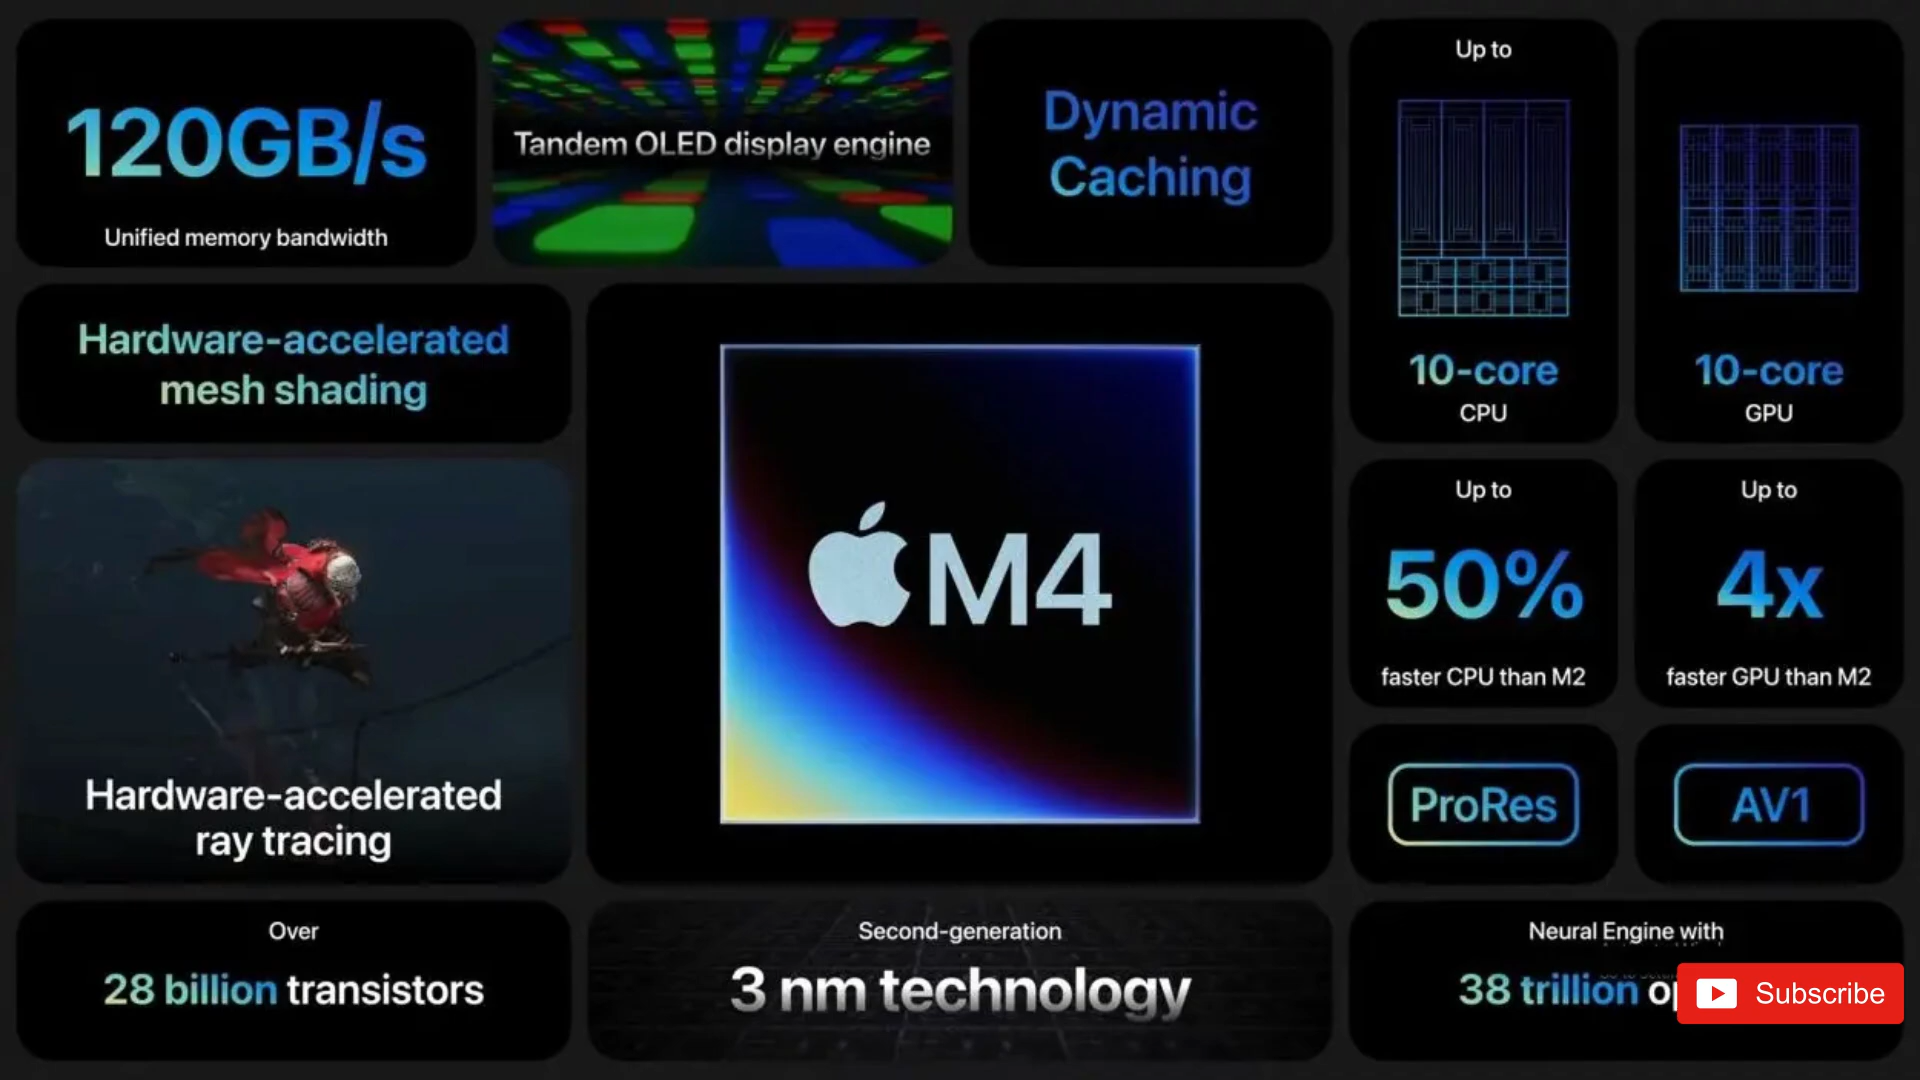 120GB/s
Unified memory bandwidth
Tandem OLED display engine
Dynamic
Caching
Up to
10-core
CPU
10-core
GPU
Hardware-accelerated
mesh shading
M4
Up to
50%
faster CPU than M2
Up to
4x
faster GPU than M2
Hardware-accelerated
ray tracing
ProRes
AV1
Over
28 billion transistors
Second-generation
3 nm technology
Neural Engine with
38 trillion
Subscribe